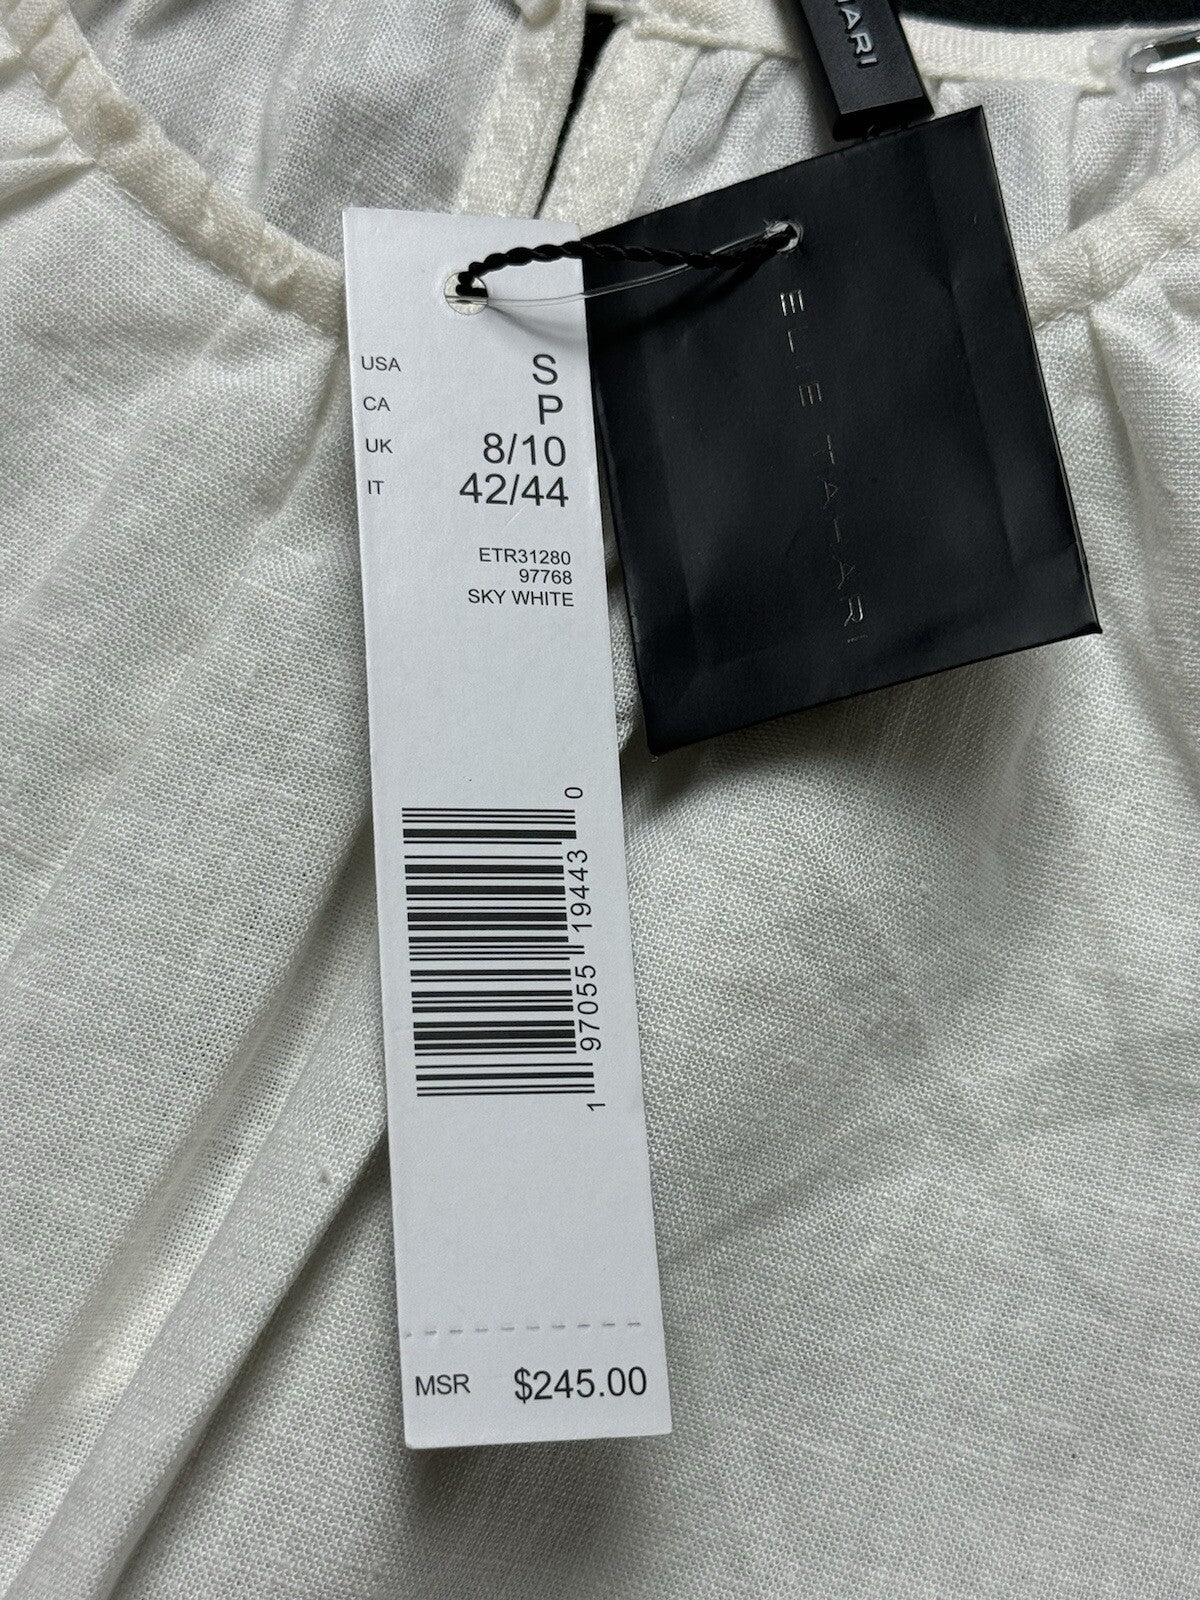 HARI
ELIE TAHARI
USA S
CA P
UK 8/10
IT 42/44
ETR31280
97768
SKY WHITE
1 97055 19443 0
MSR $245.00